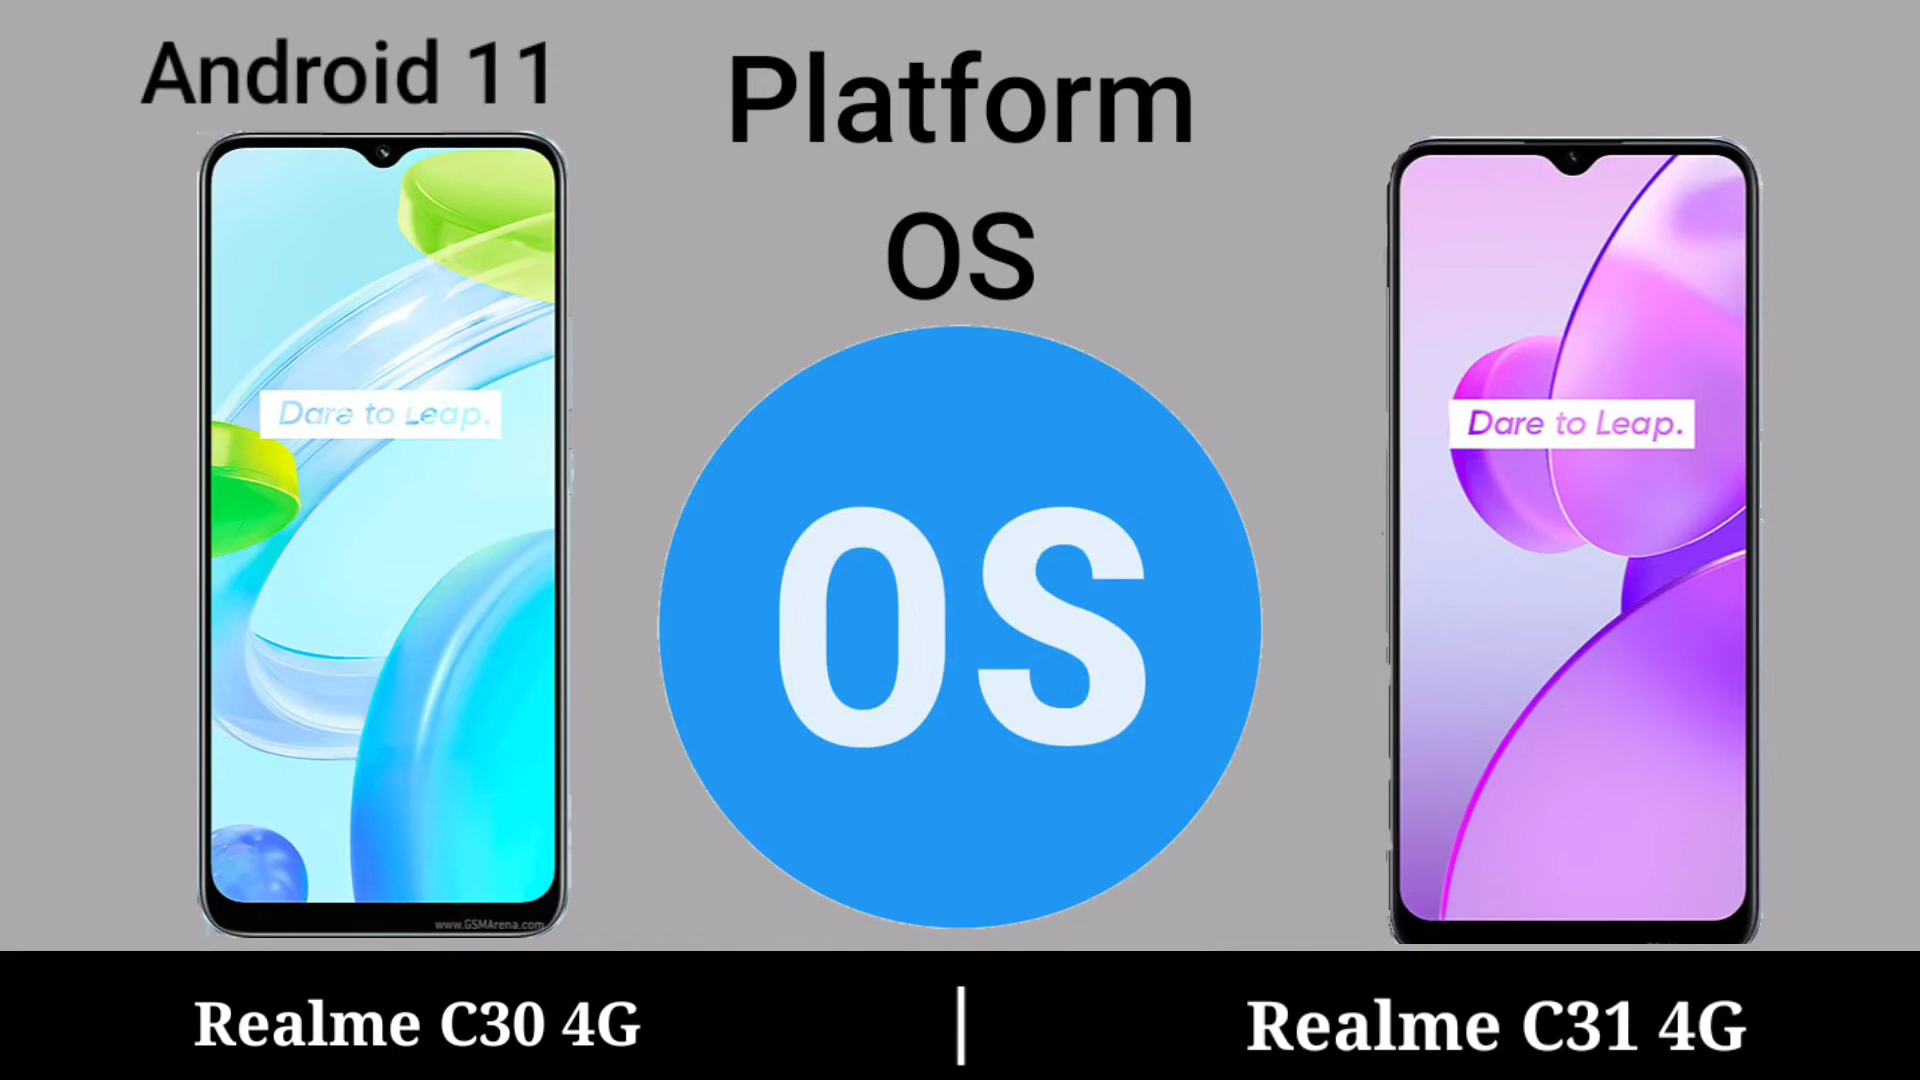 Android 11
Platform
OS
Dare to Leap.
OS
Dare to Leap.
www.GSMArena.com
Realme C30 4G
|
Realme C31 4G